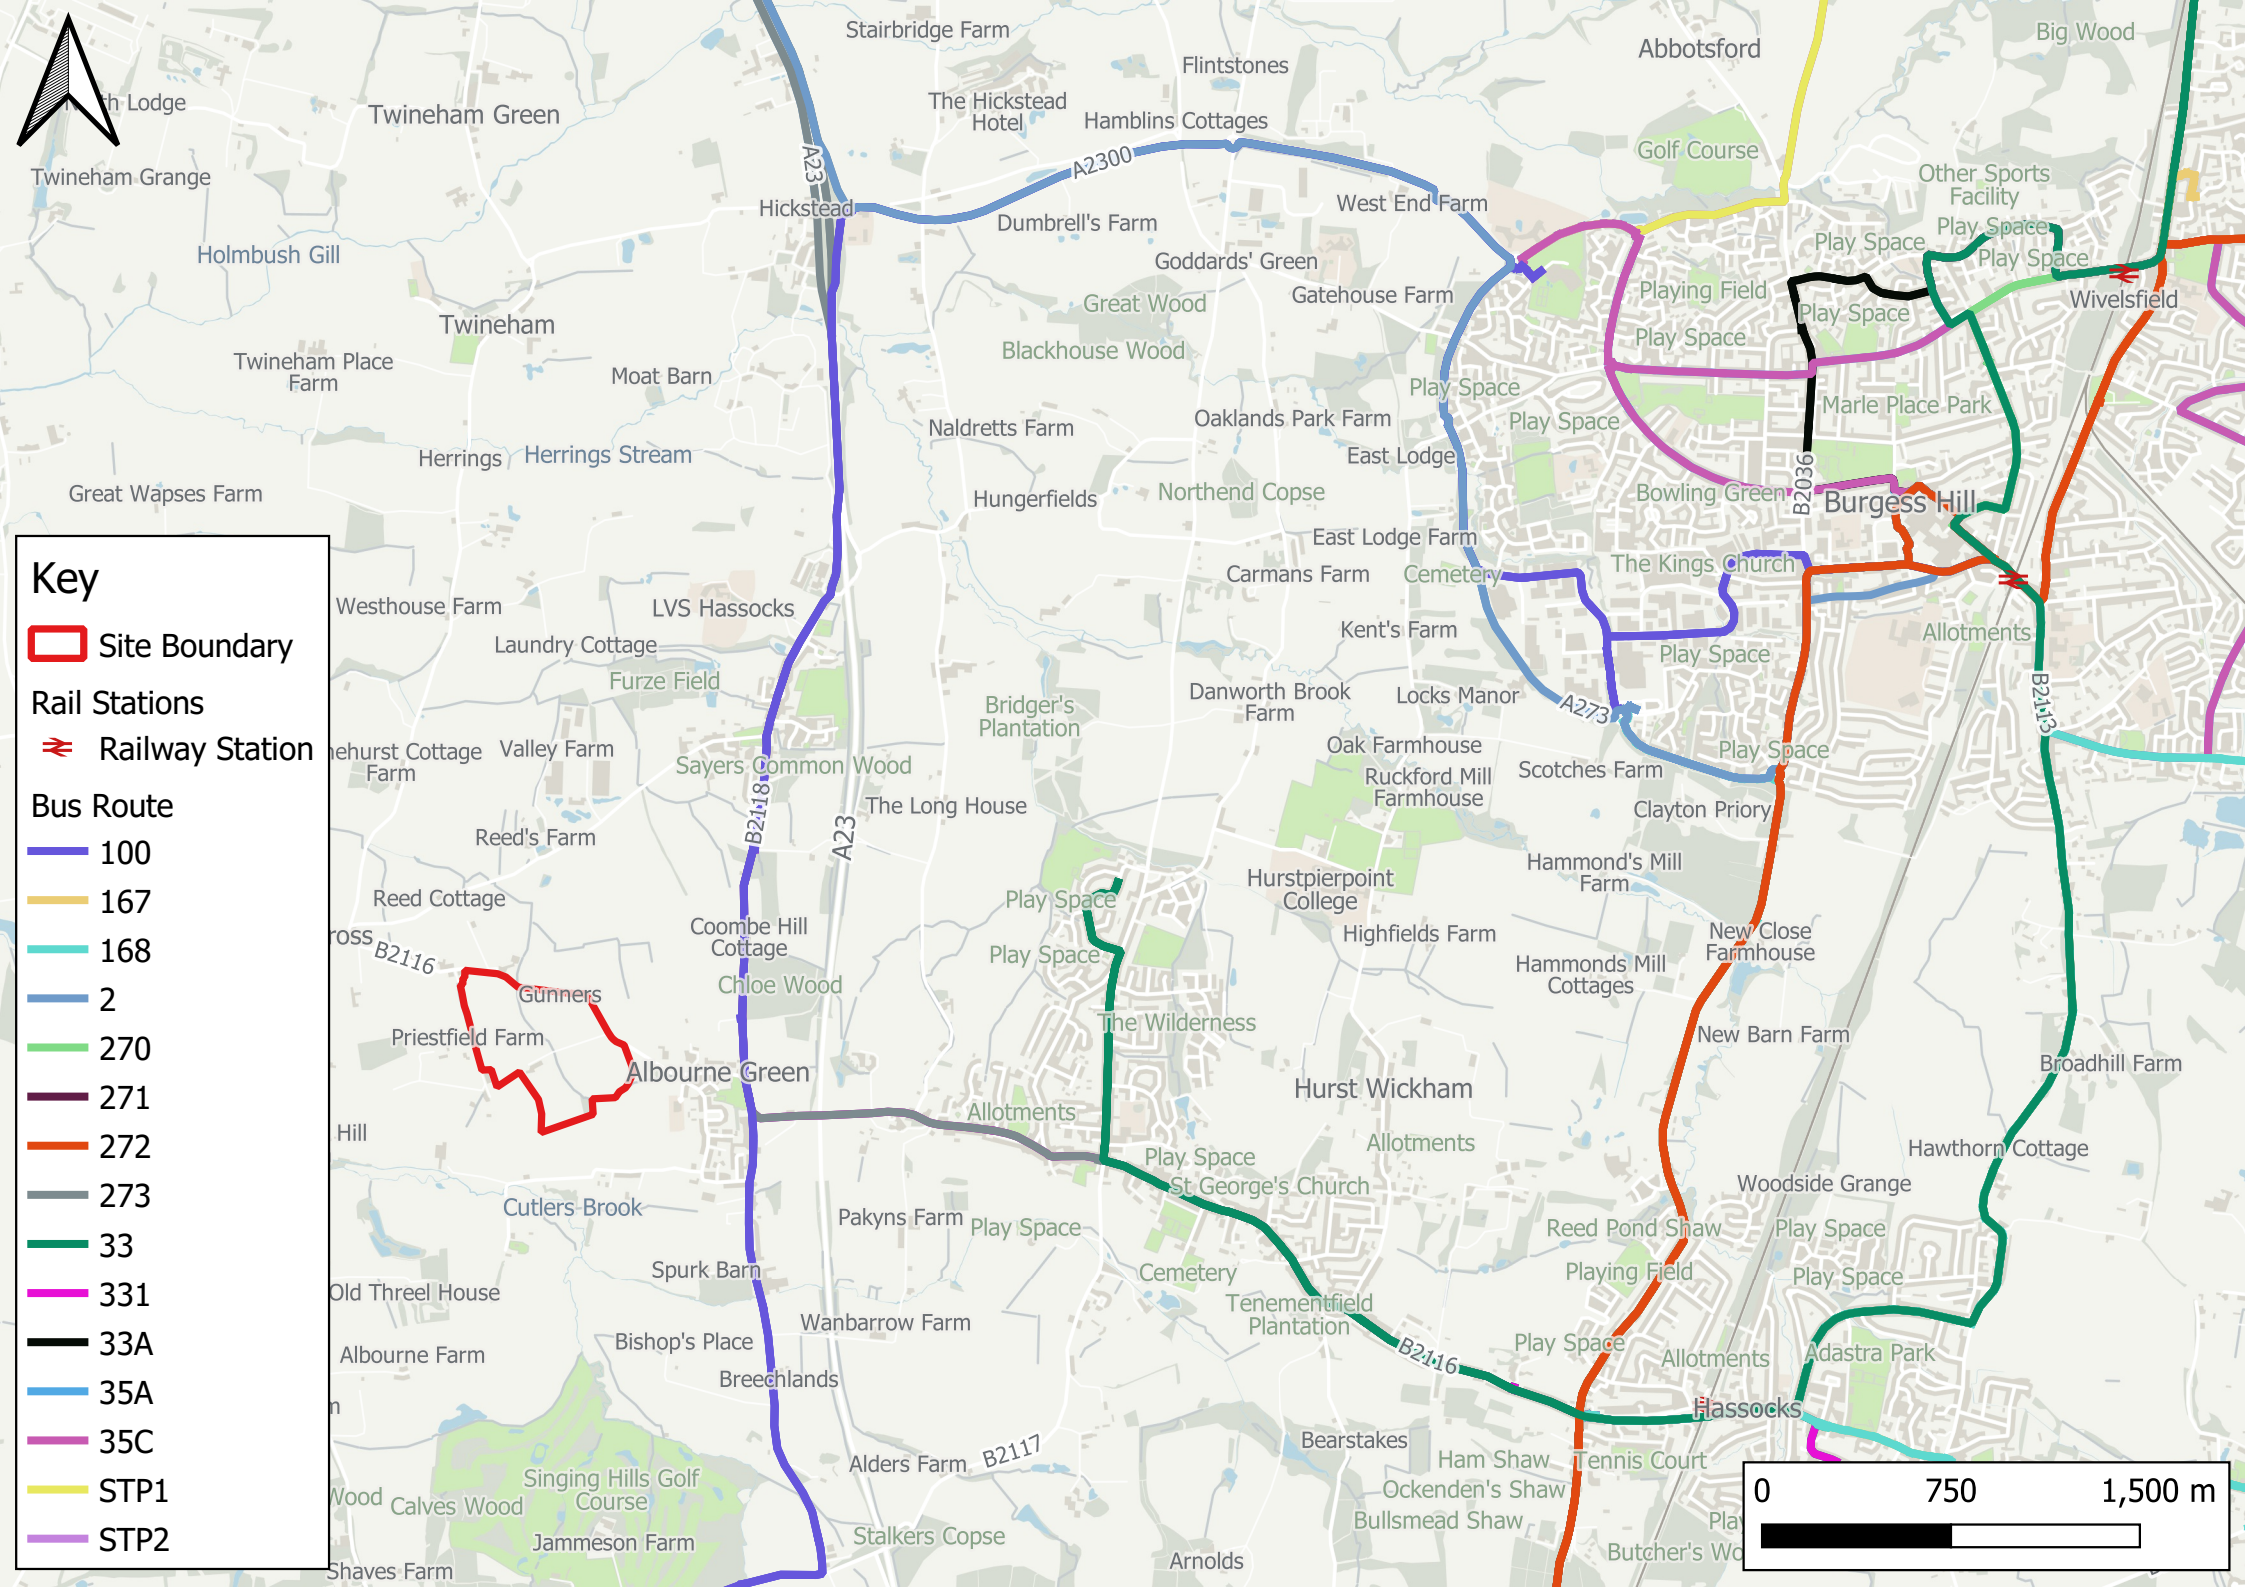 Stairbridge Farm
Abbotsford
Big Wood
Flintstones
Lodge
Twineham Green
The Hickstead
Hotel
Hamblins Cottages
A23
A2300
Golf Course
Twineham Grange
Other Sports
Facility
Hickstead
West End Farm
Dumbrell's Farm
Play Space
Play Space
Play Space
Holmbush Gill
Goddards' Green
Gatehouse Farm
Playing Field
Great Wood
Wivelsfield
Play Space
Twineham
Play Space
Blackhouse Wood
Twineham Place
Farm
Moat Barn
Play Space
Marle Place Park
Oaklands Park Farm
Play Space
Naldretts Farm
Herrings
Herrings Stream
East Lodge
B2036
Great Wapses Farm
Hungerfields
Northend Copse
Bowling Green
Burgess Hill
East Lodge Farm
The Kings Church
Carmans Farm
Cemetery
Westhouse Farm
LVS Hassocks
Kent's Farm
Allotments
Laundry Cottage
Play Space
Furze Field
Danworth Brook
Farm
Locks Manor
A273
B2113
Bridger's
Plantation
Oak Farmhouse
Play Space
nehurst Cottage
Farm
Valley Farm
Sayers Common Wood
Ruckford Mill
Farmhouse
Scotches Farm
B2118
A23
The Long House
Clayton Priory
Reed's Farm
Hammond's Mill
Farm
Hurstpierpoint
College
Reed Cottage
Play Space
ross
B2116
Coombe Hill
Cottage
Highfields Farm
New Close
Farmhouse
Play Space
Hammonds Mill
Cottages
Chloe Wood
Gunners
The Wilderness
Priestfield Farm
New Barn Farm
Albourne Green
Broadhill Farm
Hurst Wickham
Allotments
Hill
Allotments
Hawthorn Cottage
Play Space
St George's Church
Woodside Grange
Cutlers Brook
Pakyns Farm
Play Space
Reed Pond Shaw
Play Space
Spurk Barn
Cemetery
Playing Field
Play Space
Old Threel House
Tenementfield
Plantation
Wanbarrow Farm
Bishop's Place
Play Space
B2116
Allotments
Adastra Park
Albourne Farm
Breechlands
Hassocks
Bearstakes
B2117
Alders Farm
Ham Shaw
Tennis Court
Singing Hills Golf
Course
Ockenden's Shaw
Wood
Calves Wood
Bullsmead Shaw
Stalkers Copse
Jammeson Farm
Arnolds
Butcher's Wo
Shaves Farm
Key
Site Boundary
Rail Stations
Railway Station
Bus Route
100
167
168
2
270
271
272
273
33
331
33A
35A
35C
STP1
STP2
0 750 1,500 m